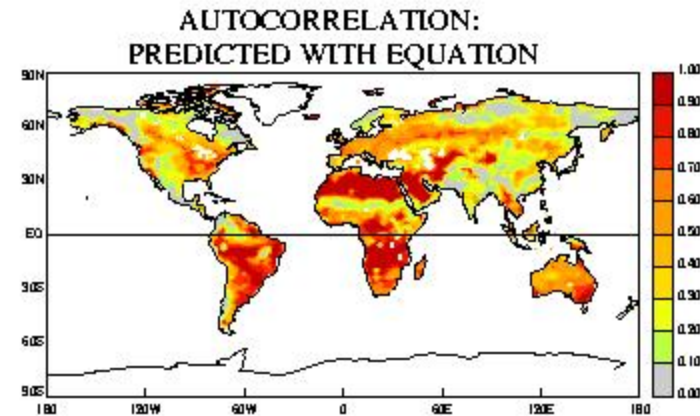 AUTOCORRELATION:
PREDICTED WITH EQUATION
90N
60N
30N
EQ
30S
60S
90S
180
120W
60W
0
60E
120E
180
1.00
0.90
0.80
0.70
0.60
0.50
0.40
0.30
0.20
0.10
0.00